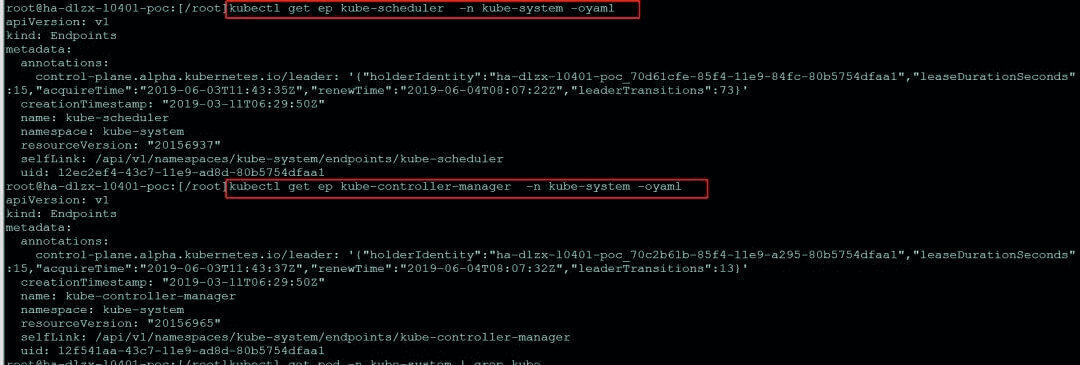 root@ha-dlzx-l0401-poc:[/root]kubectl get ep kube-scheduler  -n kube-system -oyaml
apiVersion: v1
kind: Endpoints
metadata:
  annotations:
    control-plane.alpha.kubernetes.io/leader: '{"holderIdentity":"ha-dlzx-l0401-poc_70d61cfe-85f4-11e9-84fc-80b5754dfaa1","leaseDurationSeconds"
:15,"acquireTime":"2019-06-03T11:43:35Z","renewTime":"2019-06-04T08:07:22Z","leaderTransitions":73}'
  creationTimestamp: "2019-03-11T06:29:50Z"
  name: kube-scheduler
  namespace: kube-system
  resourceVersion: "20156937"
  selfLink: /api/v1/namespaces/kube-system/endpoints/kube-scheduler
  uid: 12ec2ef4-43c7-11e9-ad8d-80b5754dfaa1
root@ha-dlzx-l0401-poc:[/root]kubectl get ep kube-controller-manager  -n kube-system -oyaml
apiVersion: v1
kind: Endpoints
metadata:
  annotations:
    control-plane.alpha.kubernetes.io/leader: '{"holderIdentity":"ha-dlzx-l0401-poc_70c2b61b-85f4-11e9-a295-80b5754dfaa1","leaseDurationSeconds"
:15,"acquireTime":"2019-06-03T11:43:37Z","renewTime":"2019-06-04T08:07:32Z","leaderTransitions":13}'
  creationTimestamp: "2019-03-11T06:29:50Z"
  name: kube-controller-manager
  namespace: kube-system
  resourceVersion: "20156965"
  selfLink: /api/v1/namespaces/kube-system/endpoints/kube-controller-manager
  uid: 12f541aa-43c7-11e9-ad8d-80b5754dfaa1
root@ha-dlzx-l0401-poc:[/root]kubectl get pod -n kube-system | grep kube